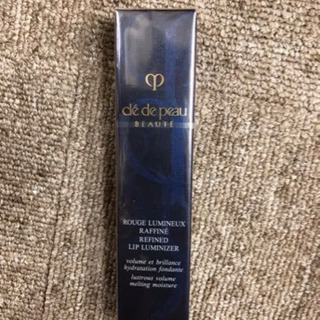 clé de peau
BEAUTÉ
ROUGE LUMINEUX
RAFFINÉ
REFINED
LIP LUMINIZER
volume et brillance
hydratation fondante
lustrous volume
melting moisture